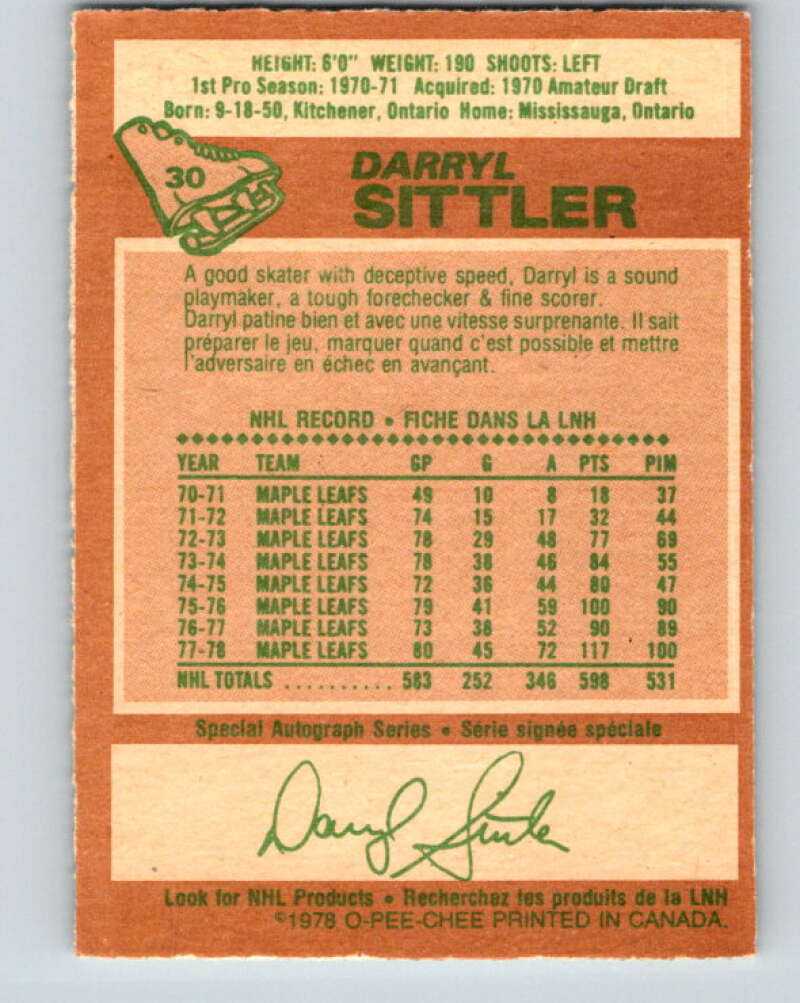 HEIGHT: 6'0" WEIGHT: 190 SHOOTS: LEFT
1st Pro Season: 1970-71 Acquired: 1970 Amateur Draft
Born: 9-18-50, Kitchener, Ontario Home: Mississauga, Ontario
30
DARRYL
SITTLER
A good skater with deceptive speed, Darryl is a sound
playmaker, a tough forechecker & fine scorer.
Darryl patine bien et avec une vitesse surprenante. Il sait
préparer le jeu, marquer quand c'est possible et mettre
l'adversaire en échec en avançant.
NHL RECORD • FICHE DANS LA LNH
YEAR TEAM GP G A PTS PIM
70-71 MAPLE LEAFS 49 10 8 18 37
71-72 MAPLE LEAFS 74 15 17 32 44
72-73 MAPLE LEAFS 78 29 48 77 69
73-74 MAPLE LEAFS 78 38 46 84 55
74-75 MAPLE LEAFS 72 36 44 80 47
75-76 MAPLE LEAFS 79 41 59 100 90
76-77 MAPLE LEAFS 73 38 52 90 89
77-78 MAPLE LEAFS 80 45 72 117 100
NHL TOTALS .......... 583 252 346 598 531
Special Autograph Series • Série signée spéciale
Darryl Sittler
Look for NHL Products • Recherchez les produits de la LNH
©1978 O-PEE-CHEE PRINTED IN CANADA.